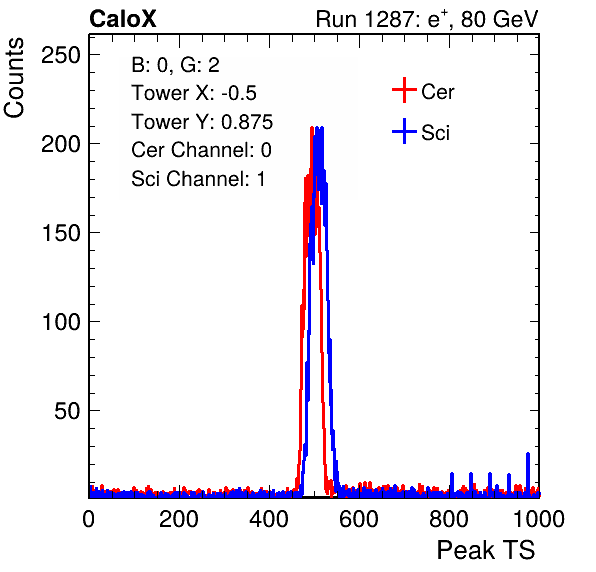 CaloX Run 1287: e⁺, 80 GeV
B: 0, G: 2
Tower X: -0.5
Tower Y: 0.875
Cer Channel: 0
Sci Channel: 1
Cer
Sci
Counts
250
200
150
100
50
0 200 400 600 800 1000
Peak TS